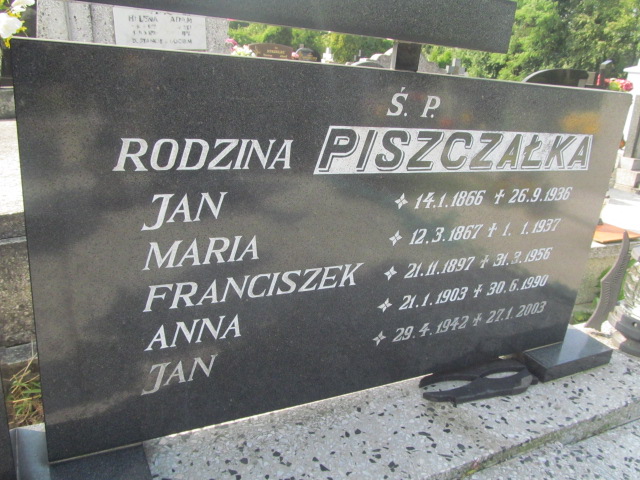 Ś. P.
RODZINA PISZCZAŁKA
JAN ✧ 14.1.1866 ✝ 26.9.1936
MARIA ✧ 12.3.1867 ✝ 1.1.1937
FRANCISZEK ✧ 21.11.1897 ✝ 31.3.1956
ANNA ✧ 21.1.1903 ✝ 30.6.1990
JAN ✧ 29.4.1942 ✝ 27.1.2003